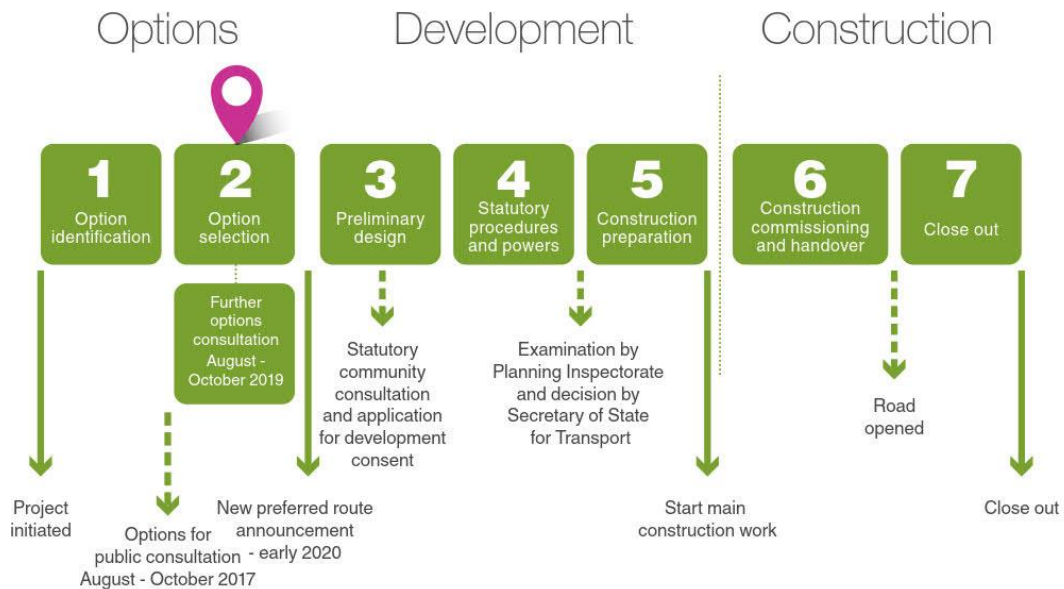 Options
Development
Construction
1
Option
identification
2
Option
selection
3
Preliminary
design
4
Statutory
procedures
and powers
5
Construction
preparation
6
Construction
commissioning
and handover
7
Close out
Further
options
consultation
August -
October 2019
Project
initiated
Options for
public consultation
August - October 2017
New preferred route
announcement
- early 2020
Statutory
community
consultation
and application
for development
consent
Examination by
Planning Inspectorate
and decision by
Secretary of State
for Transport
Start main
construction work
Road
opened
Close out